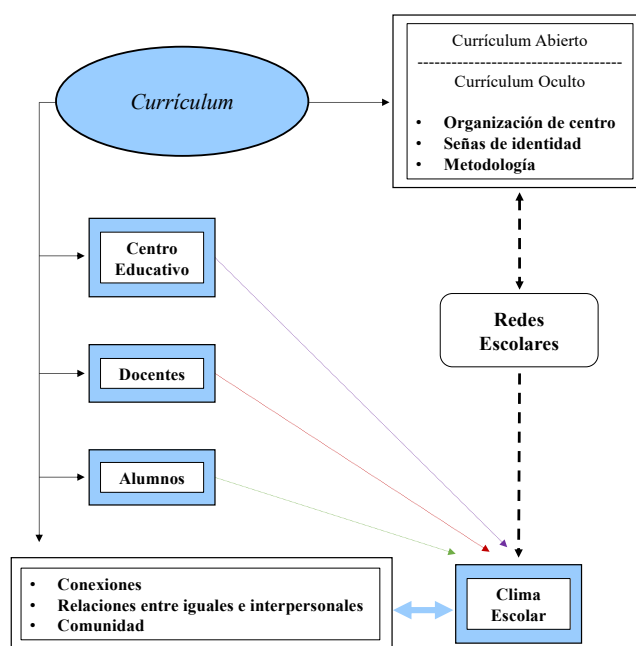 Currículum
Currículum Abierto
Currículum Oculto
• Organización de centro
• Señas de identidad
• Metodología
Centro
Educativo
Redes
Escolares
Docentes
Alumnos
• Conexiones
• Relaciones entre iguales e interpersonales
• Comunidad
Clima
Escolar